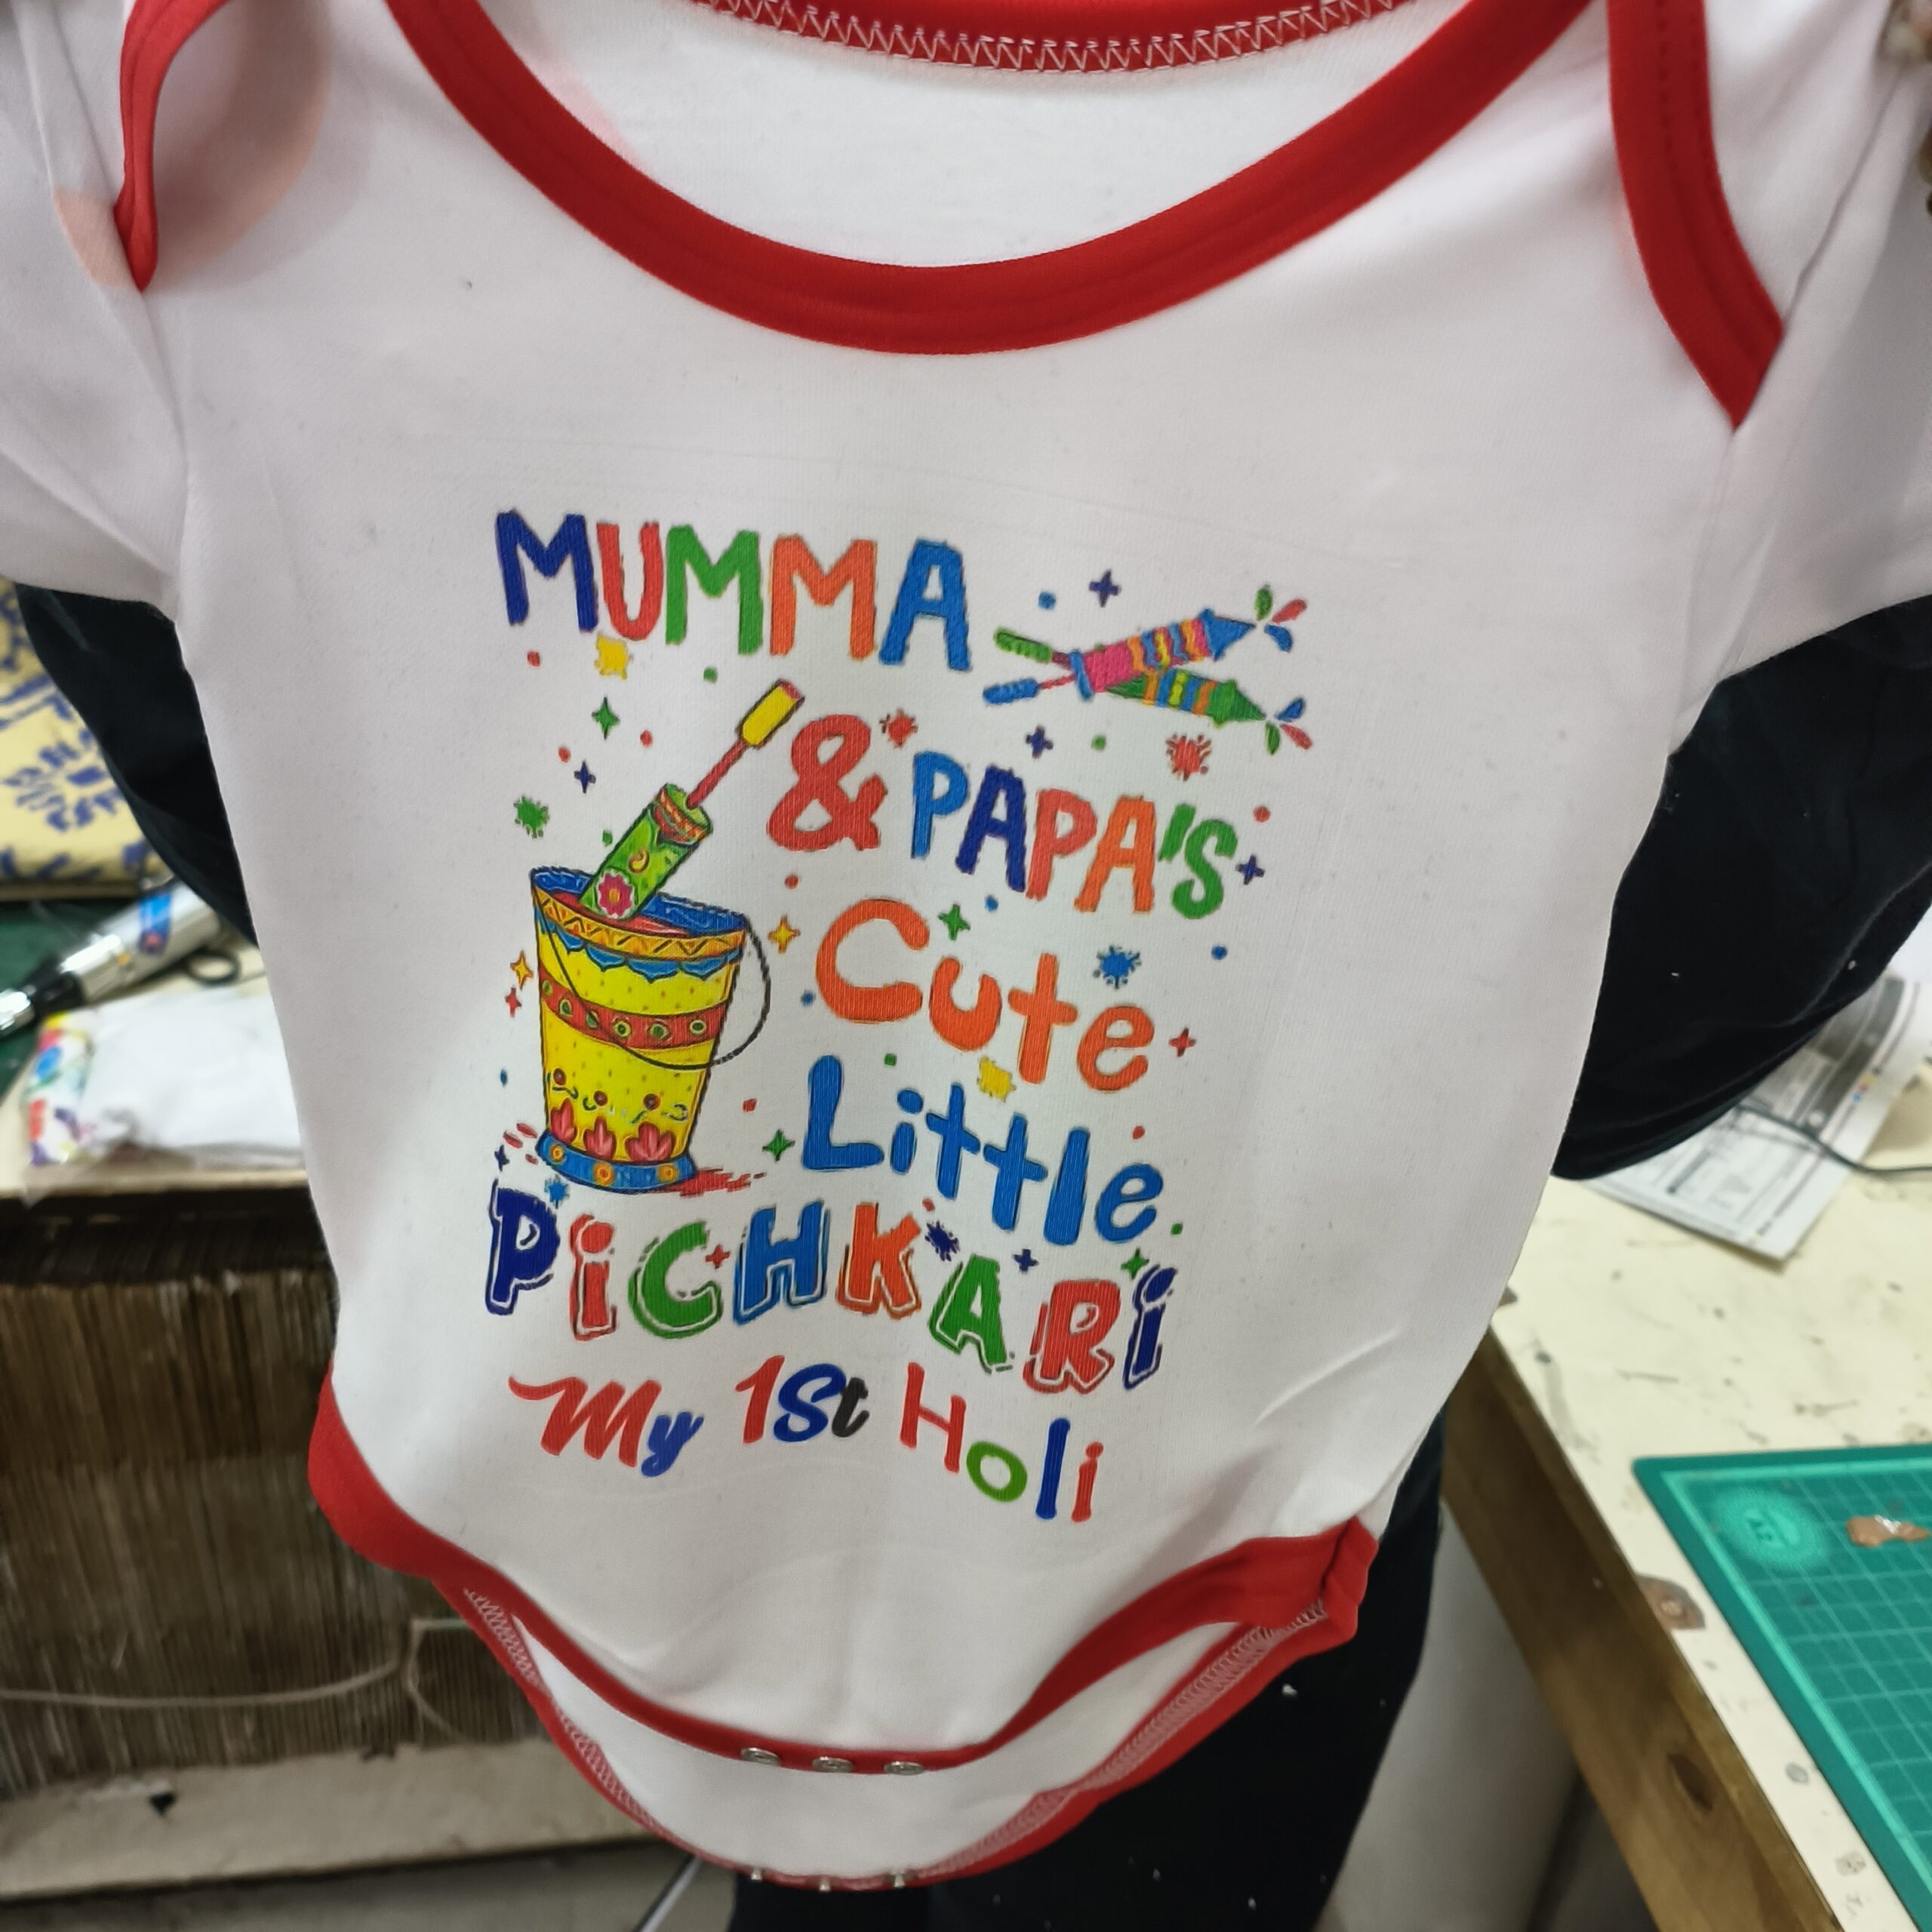 MUMMA
& PAPA'S
Cute
Little
PiCHKARi
My 1St Holi